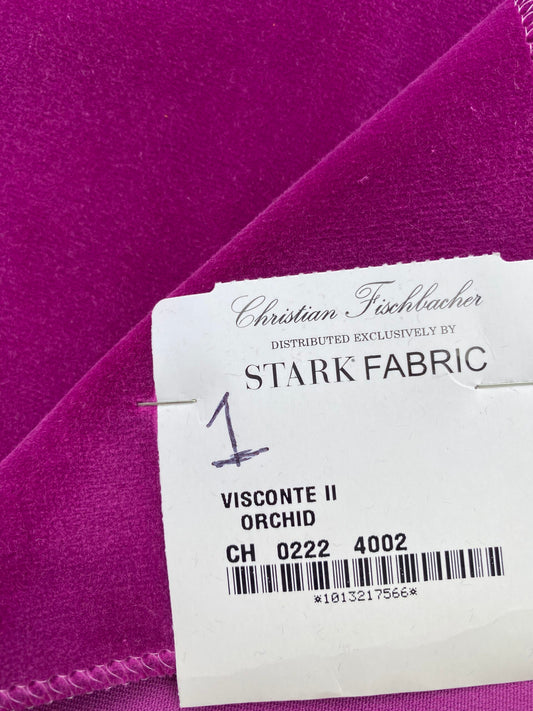 Christian Fischbacher
DISTRIBUTED EXCLUSIVELY BY
STARK FABRIC
1
VISCONTE II
ORCHID
CH 0222 4002
*1013217566*